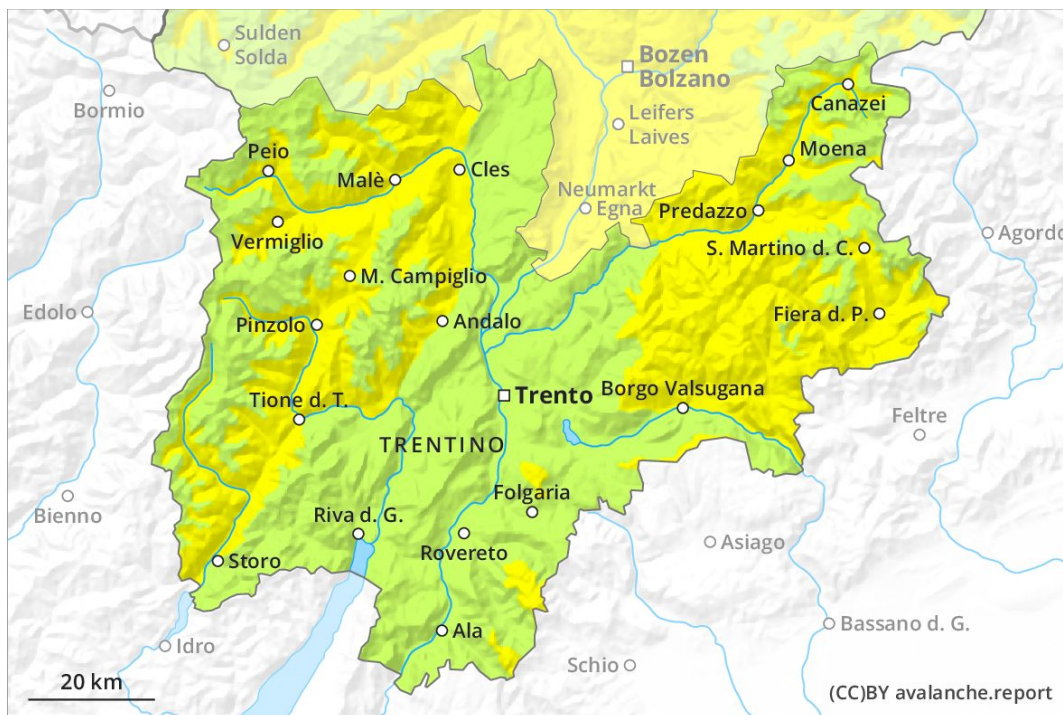 Sulden
Solda
Bozen
Bolzano
Bormio
Canazei
Leifers
Laives
Peio
Moena
Malè
Cles
Neumarkt
Egna
Predazzo
Vermiglio
Agordo
S. Martino d. C.
M. Campiglio
Edolo
Pinzolo
Andalo
Fiera d. P.
Trento
Borgo Valsugana
Tione d. T.
Feltre
TRENTINO
Bienno
Folgaria
Riva d. G.
Rovereto
Asiago
Storo
Bassano d. G.
Ala
Idro
Schio
20 km
(CC)BY avalanche.report